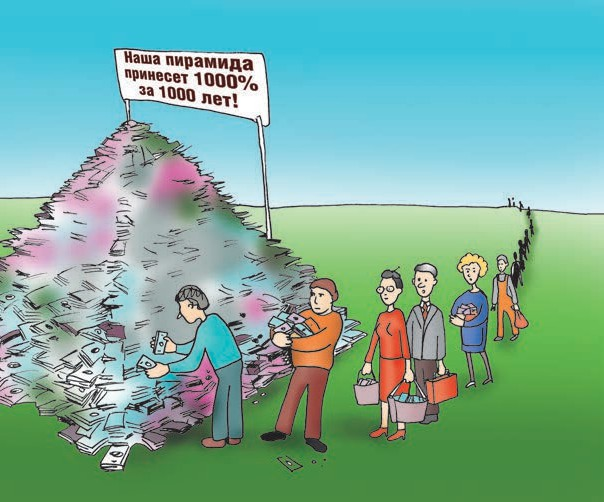 Наша пирамида
принесет 1000%
за 1000 лет!